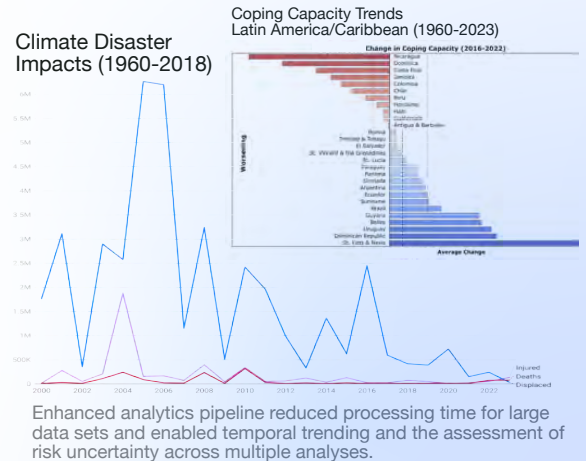 Coping Capacity Trends
Latin America/Caribbean (1960-2023)
Climate Disaster
Impacts (1960-2018)
Change in Coping Capacity (2016-2022)
Nicaragua
Dominica
Costa Rica
Jamaica
Colombia
Chile
Peru
Honduras
Haiti
Guatemala
Antigua & Barbuda
Trinidad & Tobago
El Salvador
St. Vincent & the Grenadines
St. Lucia
Paraguay
Panama
Grenada
Argentina
Ecuador
Suriname
Brazil
Guyana
Belize
Uruguay
Dominican Republic
St. Kitts & Nevis
Worsening
Average Change
6M
5.5M
5M
4.5M
4M
3.5M
3M
2.5M
2M
1.5M
1M
500K
0
2000
2002
2004
2006
2008
2010
2012
2014
2016
2018
2020
2022
Injured
Deaths
Displaced
Enhanced analytics pipeline reduced processing time for large
data sets and enabled temporal trending and the assessment of
risk uncertainty across multiple analyses.